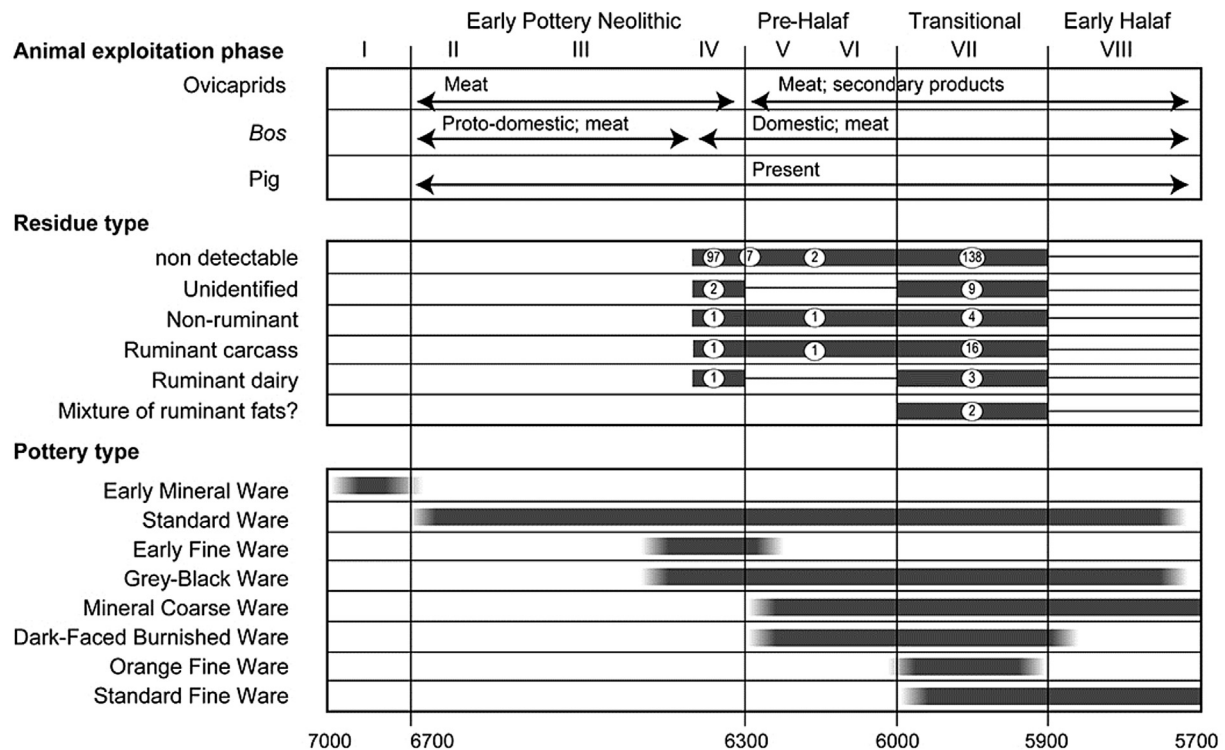 Early Pottery Neolithic Pre-Halaf Transitional Early Halaf
Animal exploitation phase I II III IV V VI VII VIII
Ovicaprids Meat Meat; secondary products
Bos Proto-domestic; meat Domestic; meat
Pig Present
Residue type
non detectable 97 7 2 138
Unidentified 2 9
Non-ruminant 1 1 4
Ruminant carcass 1 1 16
Ruminant dairy 1 3
Mixture of ruminant fats? 2
Pottery type
Early Mineral Ware
Standard Ware
Early Fine Ware
Grey-Black Ware
Mineral Coarse Ware
Dark-Faced Burnished Ware
Orange Fine Ware
Standard Fine Ware
7000 6700 6300 6000 5900 5700